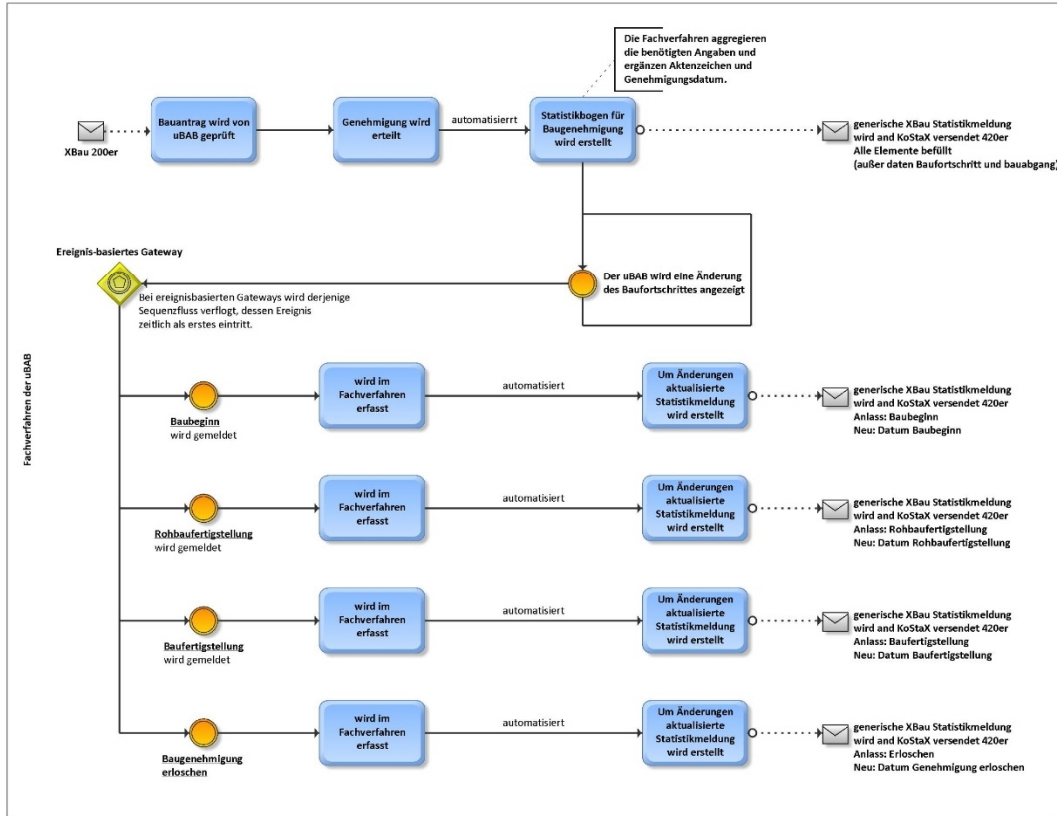 Die Fachverfahren aggregieren
die benötigten Angaben und
ergänzen Aktenzeichen und
Genehmigungsdatum.
XBau 200er
Bauantrag wird von
uBAB geprüft
Genehmigung wird
erteilt
automatisierrt
Statistikbogen für
Baugenehmigung
wird erstellt
generische XBau Statistikmeldung
wird and KoStaX versendet 420er
Alle Elemente befüllt
(außer daten Baufortschritt und bauabgang)
Ereignis-basiertes Gateway
Der uBAB wird eine Änderung
des Baufortschrittes angezeigt
Bei ereignisbasierten Gateways wird derjenige
Sequenzfluss verflogt, dessen Ereignis
zeitlich als erstes eintritt.
Fachverfahren der uBAB
Baubeginn
wird gemeldet
wird im
Fachverfahren
erfasst
automatisiert
Um Änderungen
aktualisierte
Statistikmeldung
wird erstellt
generische XBau Statistikmeldung
wird and KoStaX versendet 420er
Anlass: Baubeginn
Neu: Datum Baubeginn
Rohbaufertigstellung
wird gemeldet
wird im
Fachverfahren
erfasst
automatisiert
Um Änderungen
aktualisierte
Statistikmeldung
wird erstellt
generische XBau Statistikmeldung
wird and KoStaX versendet 420er
Anlass: Rohbaufertigstellung
Neu: Datum Rohbaufertigstellung
Baufertigstellung
wird gemeldet
wird im
Fachverfahren
erfasst
automatisiert
Um Änderungen
aktualisierte
Statistikmeldung
wird erstellt
generische XBau Statistikmeldung
wird and KoStaX versendet 420er
Anlass: Baufertigstellung
Neu: Datum Baufertigstellung
Baugenehmigung
erloschen
wird im
Fachverfahren
erfasst
automatisiert
Um Änderungen
aktualisierte
Statistikmeldung
wird erstellt
generische XBau Statistikmeldung
wird and KoStaX versendet 420er
Anlass: Erloschen
Neu: Datum Genehmigung erloschen